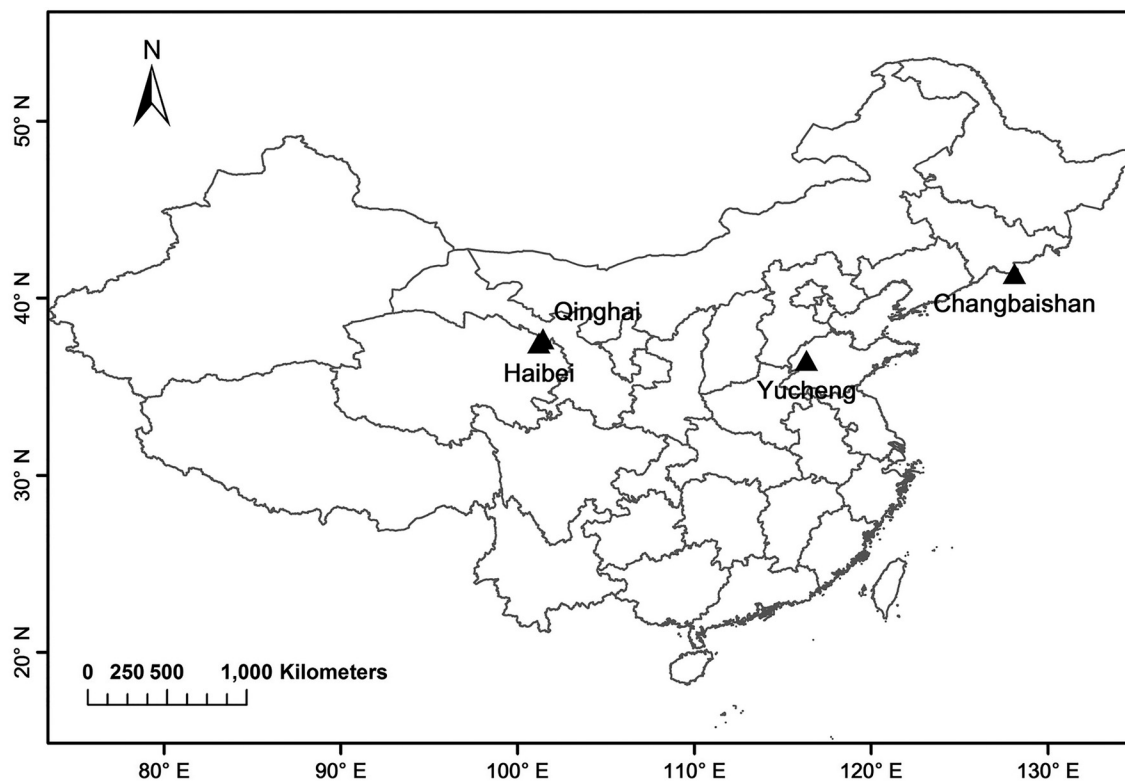 N
50° N
40° N
30° N
20° N
Qinghai
Haibei
Changbaishan
Yucheng
0 250 500 1,000 Kilometers
80° E 90° E 100° E 110° E 120° E 130° E